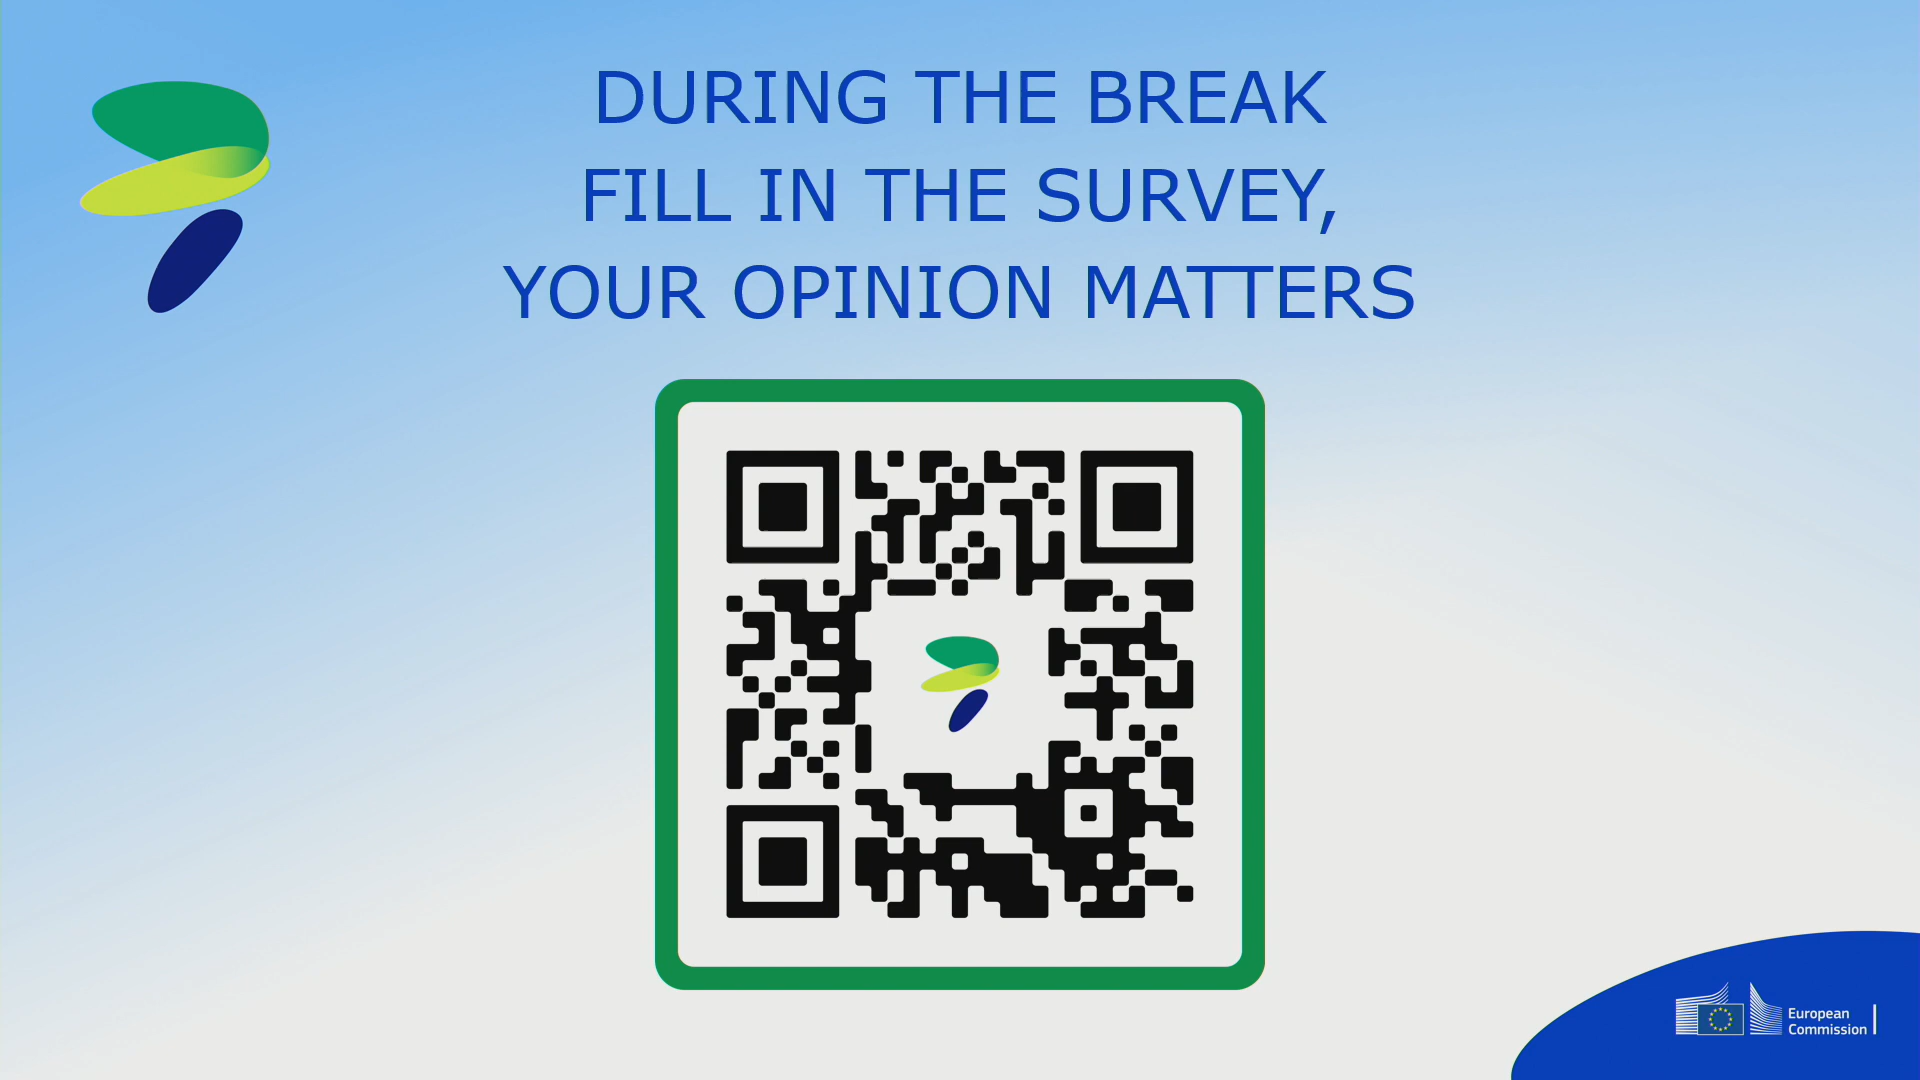 DURING THE BREAK
FILL IN THE SURVEY,
YOUR OPINION MATTERS
European
Commission